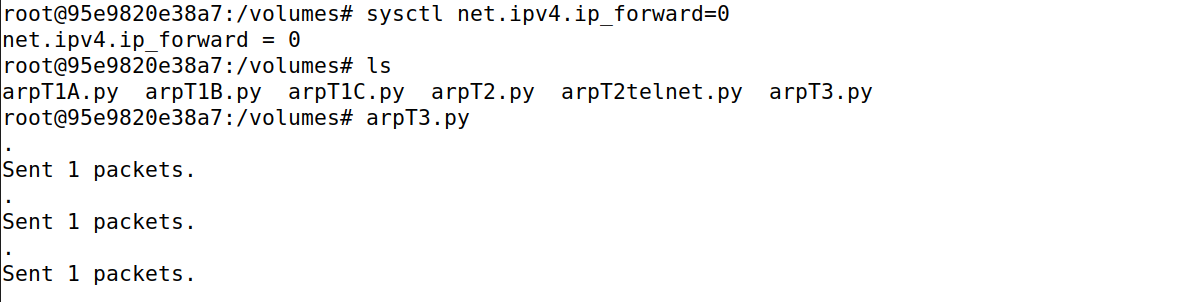 root@95e9820e38a7:/volumes# sysctl net.ipv4.ip_forward=0
net.ipv4.ip_forward = 0
root@95e9820e38a7:/volumes# ls
arpT1A.py  arpT1B.py  arpT1C.py  arpT2.py  arpT2telnet.py  arpT3.py
root@95e9820e38a7:/volumes# arpT3.py
.
Sent 1 packets.
.
Sent 1 packets.
.
Sent 1 packets.